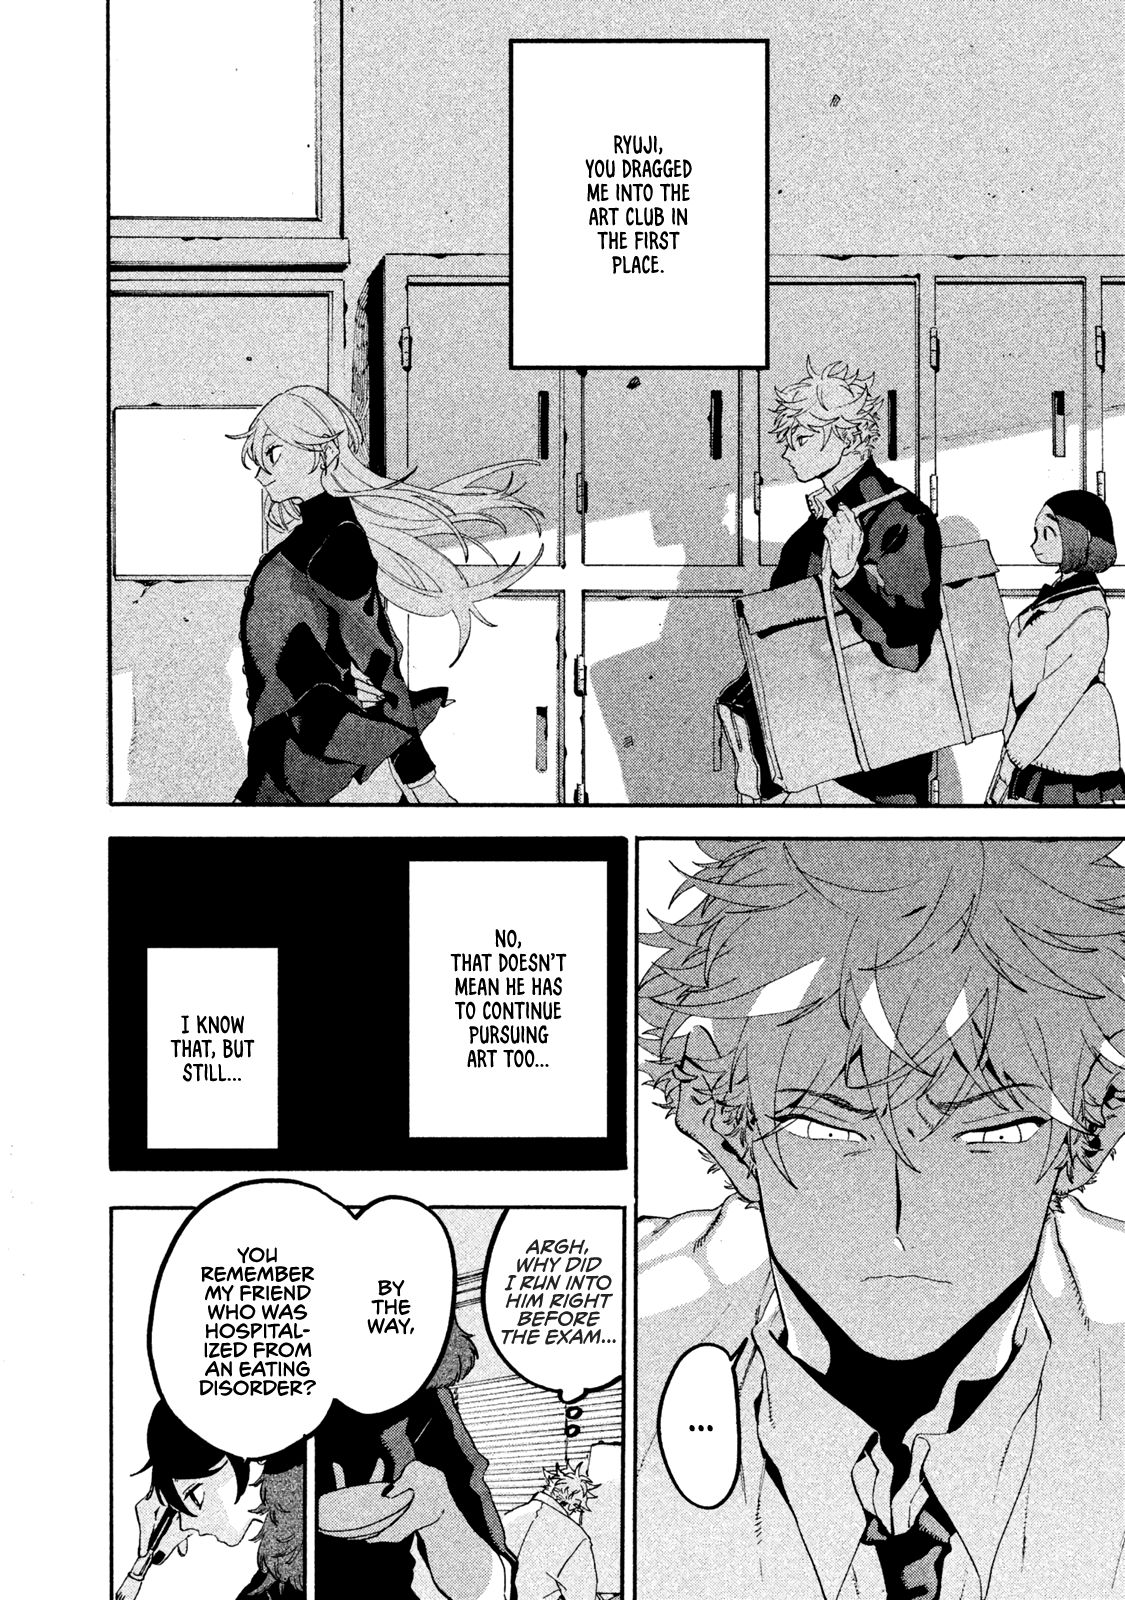 RYUJI,
YOU DRAGGED
ME INTO THE
ART CLUB IN
THE FIRST
PLACE.
...
NO,
THAT DOESN'T
MEAN HE HAS
TO CONTINUE
PURSUING
ART TOO...
I KNOW
THAT, BUT
STILL...
ARGH,
WHY DID
I RUN INTO
HIM RIGHT
BEFORE
THE EXAM...
BY
THE
WAY,
YOU
REMEMBER
MY FRIEND
WHO WAS
HOSPITAL-
IZED FROM
AN EATING
DISORDER?